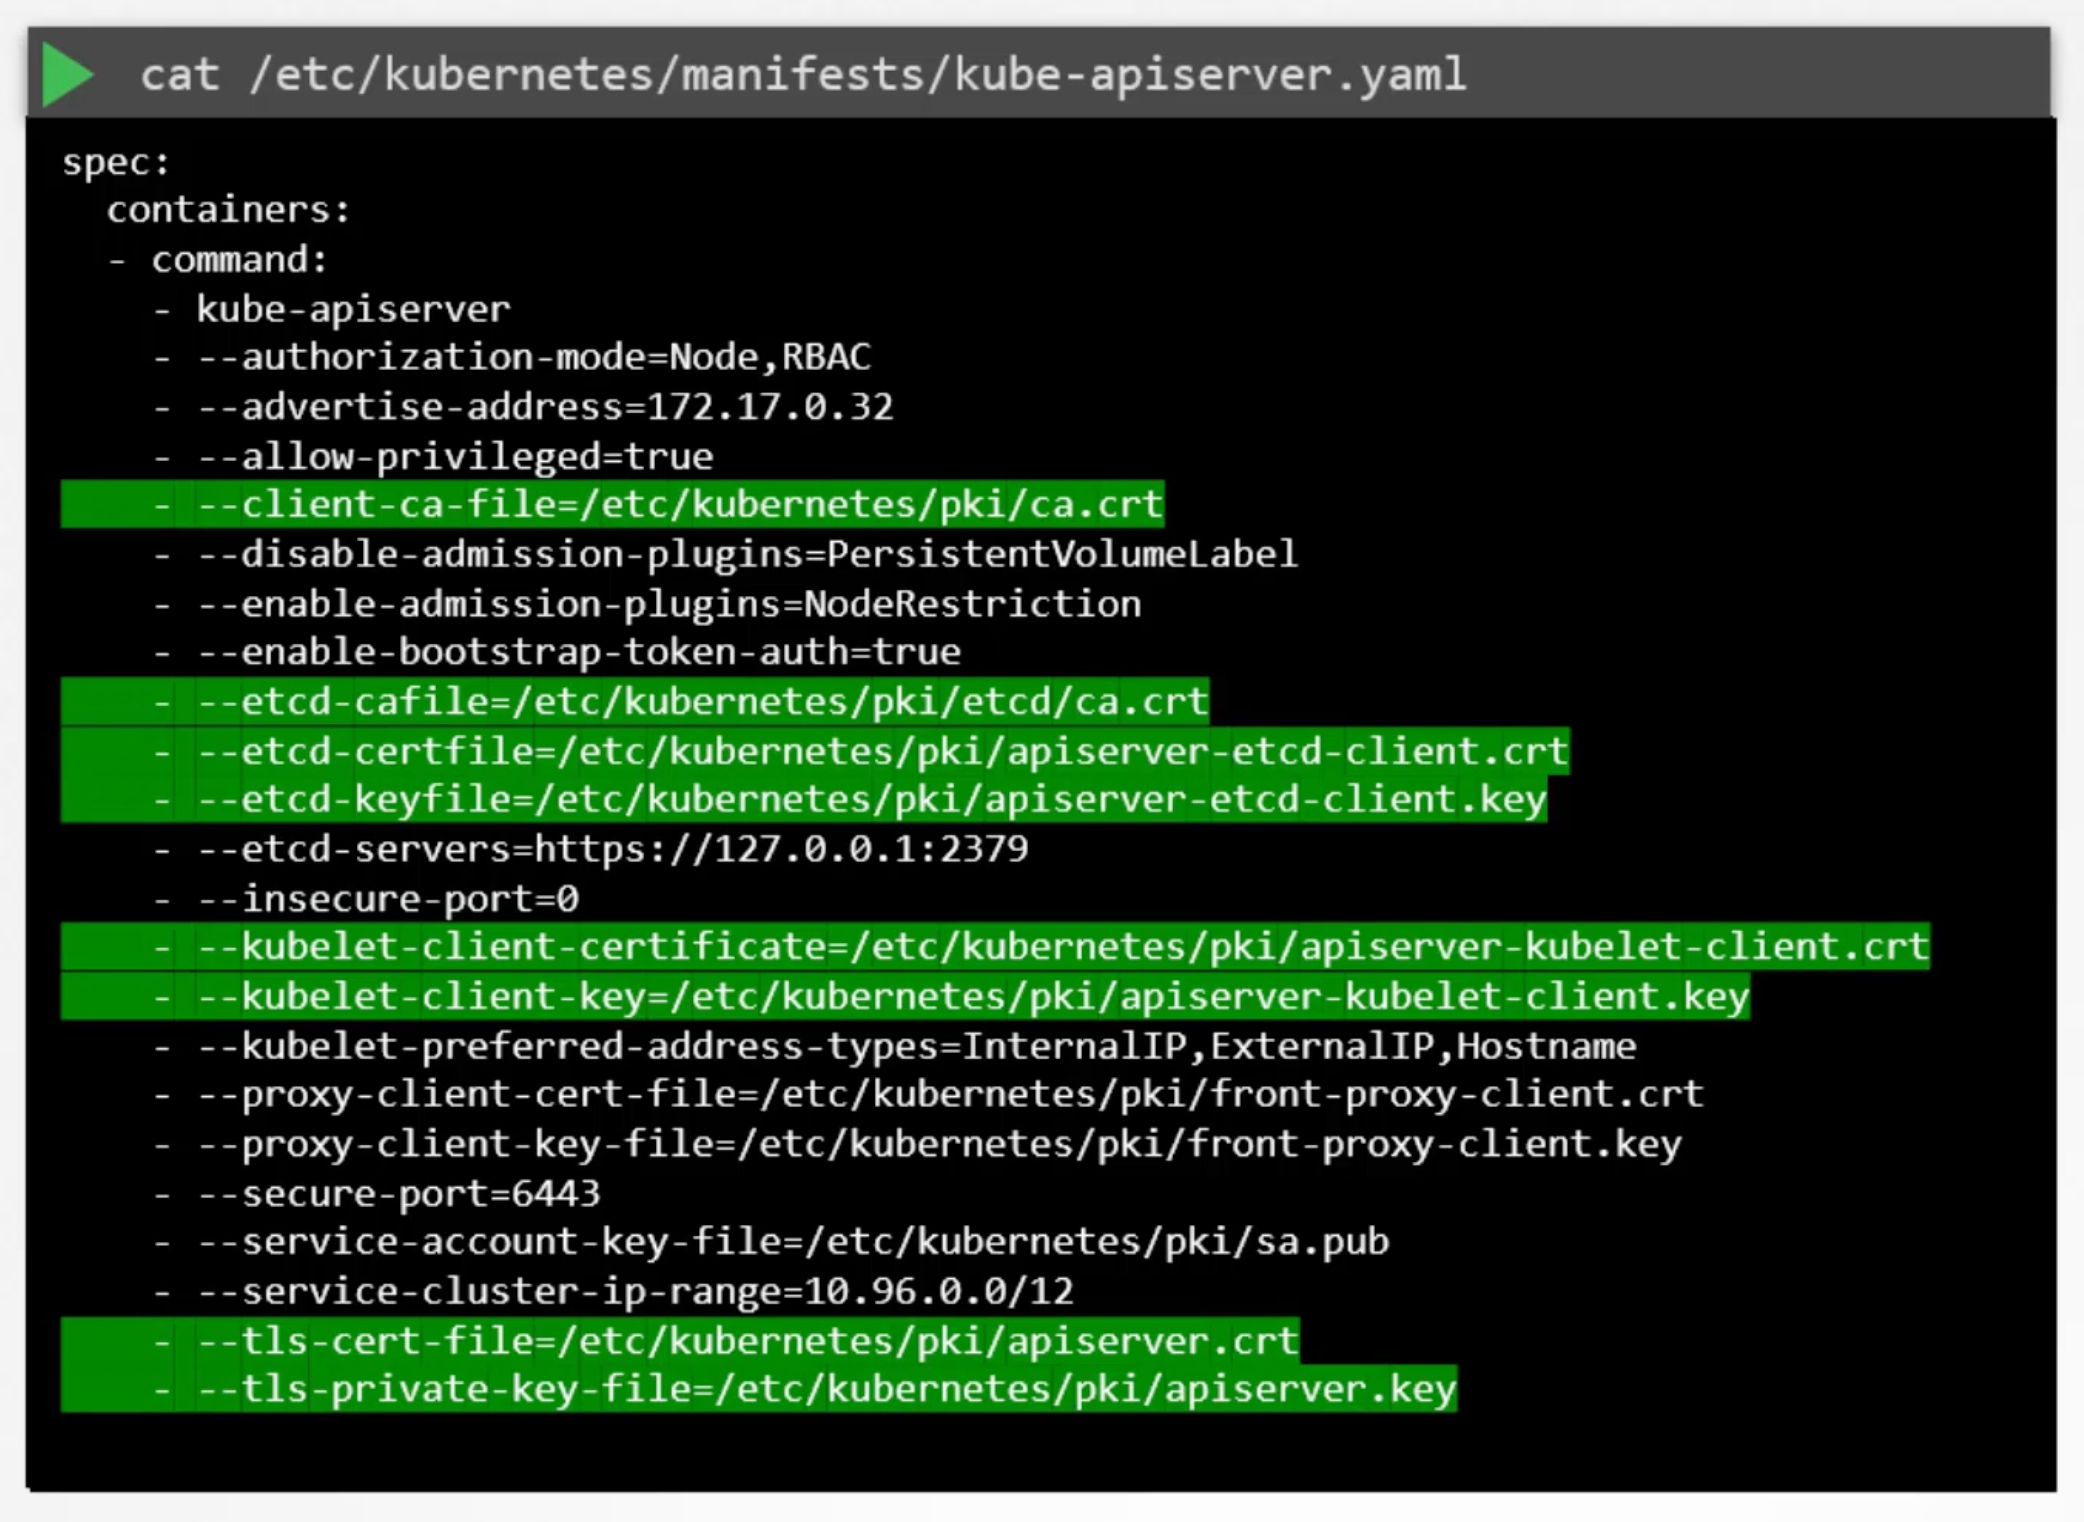 cat /etc/kubernetes/manifests/kube-apiserver.yaml
spec:
  containers:
  - command:
    - kube-apiserver
    - --authorization-mode=Node,RBAC
    - --advertise-address=172.17.0.32
    - --allow-privileged=true
    - --client-ca-file=/etc/kubernetes/pki/ca.crt
    - --disable-admission-plugins=PersistentVolumeLabel
    - --enable-admission-plugins=NodeRestriction
    - --enable-bootstrap-token-auth=true
    - --etcd-cafile=/etc/kubernetes/pki/etcd/ca.crt
    - --etcd-certfile=/etc/kubernetes/pki/apiserver-etcd-client.crt
    - --etcd-keyfile=/etc/kubernetes/pki/apiserver-etcd-client.key
    - --etcd-servers=https://127.0.0.1:2379
    - --insecure-port=0
    - --kubelet-client-certificate=/etc/kubernetes/pki/apiserver-kubelet-client.crt
    - --kubelet-client-key=/etc/kubernetes/pki/apiserver-kubelet-client.key
    - --kubelet-preferred-address-types=InternalIP,ExternalIP,Hostname
    - --proxy-client-cert-file=/etc/kubernetes/pki/front-proxy-client.crt
    - --proxy-client-key-file=/etc/kubernetes/pki/front-proxy-client.key
    - --secure-port=6443
    - --service-account-key-file=/etc/kubernetes/pki/sa.pub
    - --service-cluster-ip-range=10.96.0.0/12
    - --tls-cert-file=/etc/kubernetes/pki/apiserver.crt
    - --tls-private-key-file=/etc/kubernetes/pki/apiserver.key